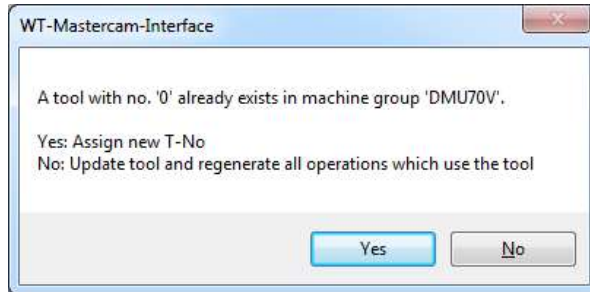 WT-Mastercam-Interface
A tool with no. '0' already exists in machine group 'DMU70V'.
Yes: Assign new T-No
No: Update tool and regenerate all operations which use the tool
Yes
No